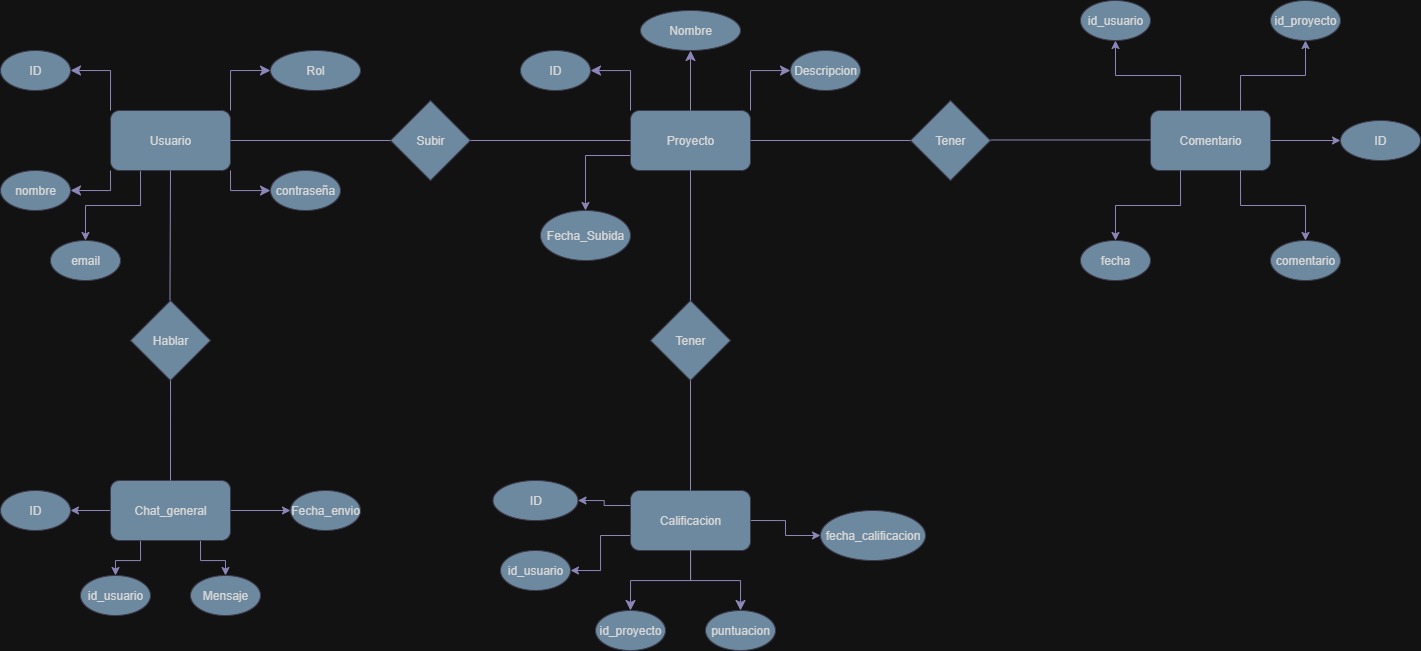 id_usuario
id_proyecto
Nombre
ID
Rol
ID
Descripcion
Usuario
Subir
Proyecto
Tener
Comentario
ID
nombre
contraseña
Fecha_Subida
email
fecha
comentario
Hablar
Tener
ID
Chat_general
Fecha_envio
ID
Calificacion
fecha_calificacion
id_usuario
id_usuario
Mensaje
id_proyecto
puntuacion